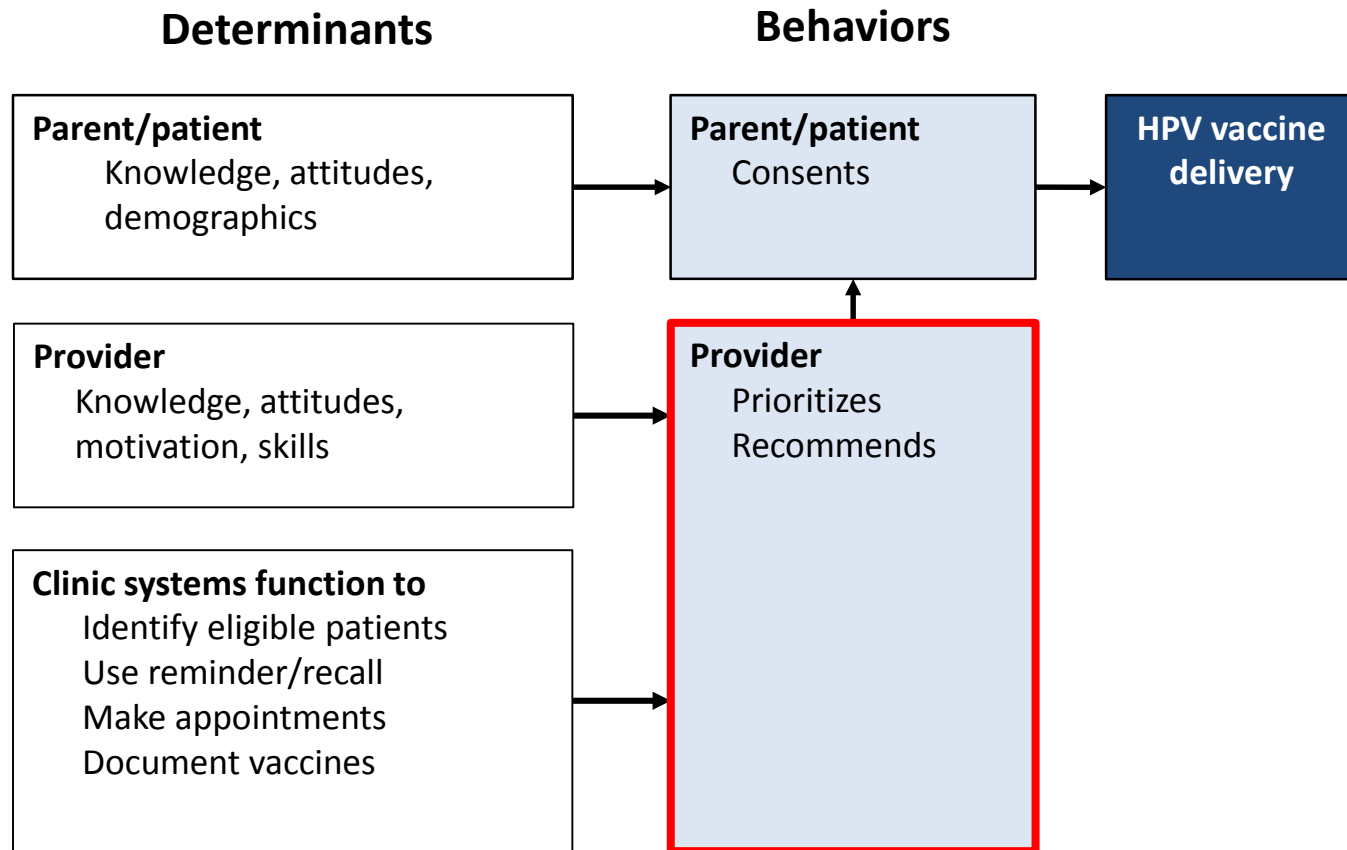 Determinants
Behaviors
Parent/patient
Knowledge, attitudes,
demographics
Parent/patient
Consents
HPV vaccine
delivery
Provider
Knowledge, attitudes,
motivation, skills
Provider
Prioritizes
Recommends
Clinic systems function to
Identify eligible patients
Use reminder/recall
Make appointments
Document vaccines